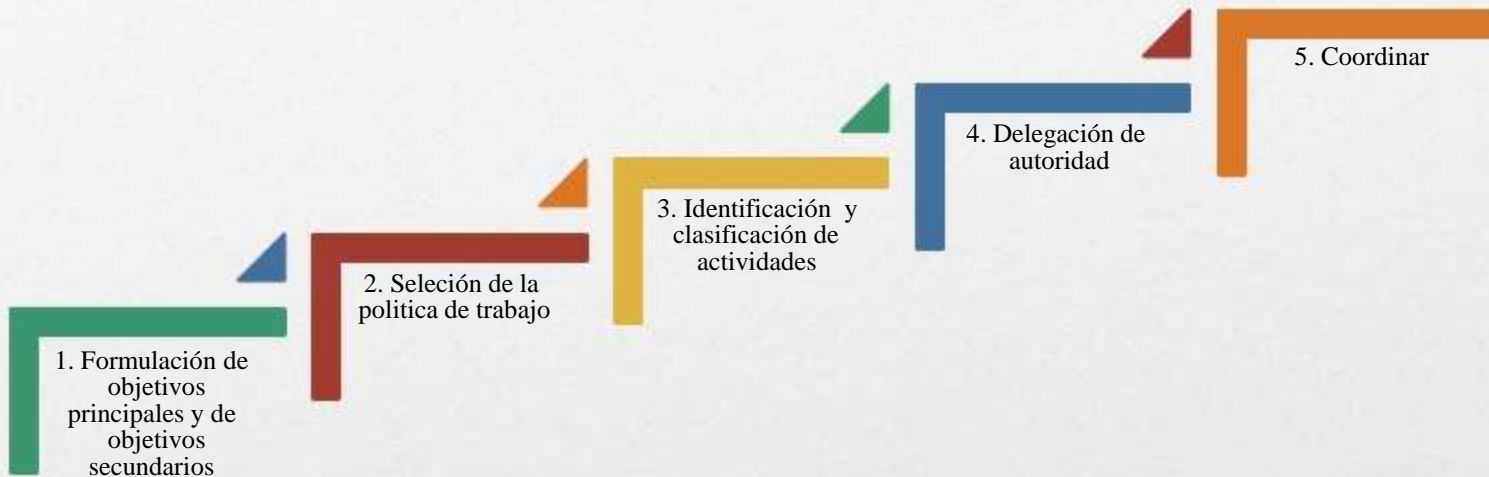 1. Formulación de
objetivos
principales y de
objetivos
secundarios
2. Seleción de la
politica de trabajo
3. Identificación y
clasificación de
actividades
4. Delegación de
autoridad
5. Coordinar